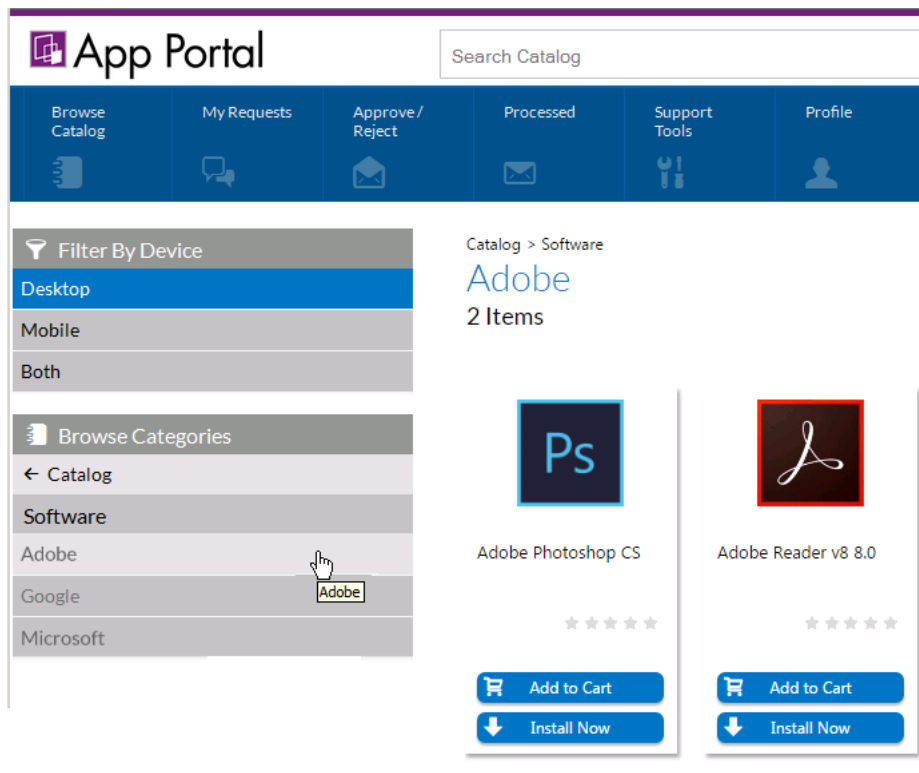 App Portal
Search Catalog
Browse Catalog
My Requests
Approve / Reject
Processed
Support Tools
Profile
Filter By Device
Desktop
Mobile
Both
Browse Categories
← Catalog
Software
Adobe
Adobe
Google
Microsoft
Catalog > Software
Adobe
2 Items
Ps
Adobe Photoshop CS
Adobe Reader v8 8.0
Add to Cart
Install Now
Add to Cart
Install Now